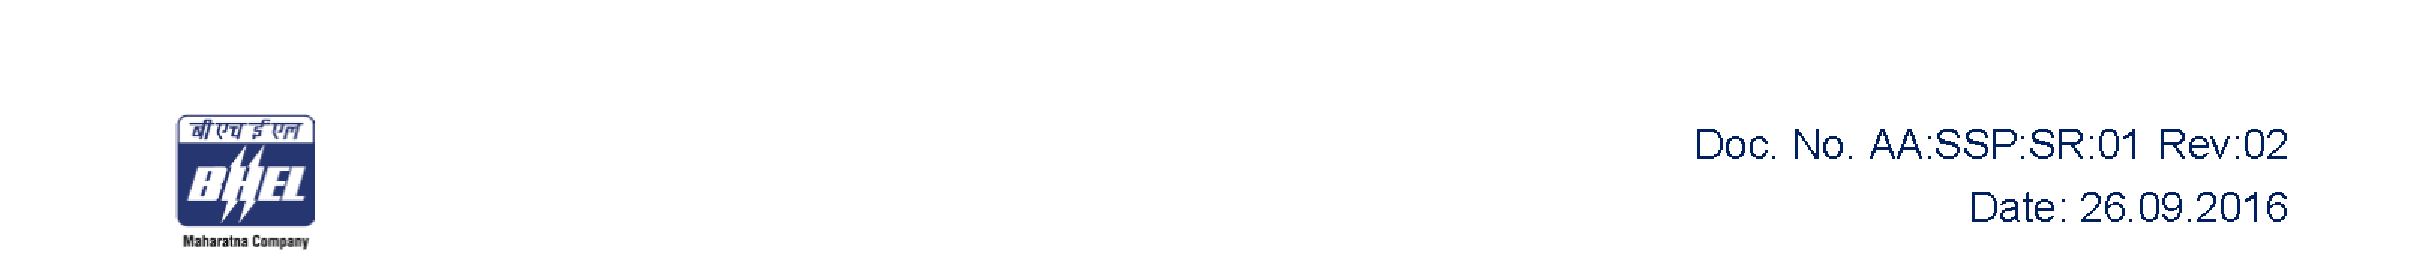 बी एच ई एल
BHEL
Maharatna Company
Doc. No. AA:SSP:SR:01 Rev:02
Date: 26.09.2016